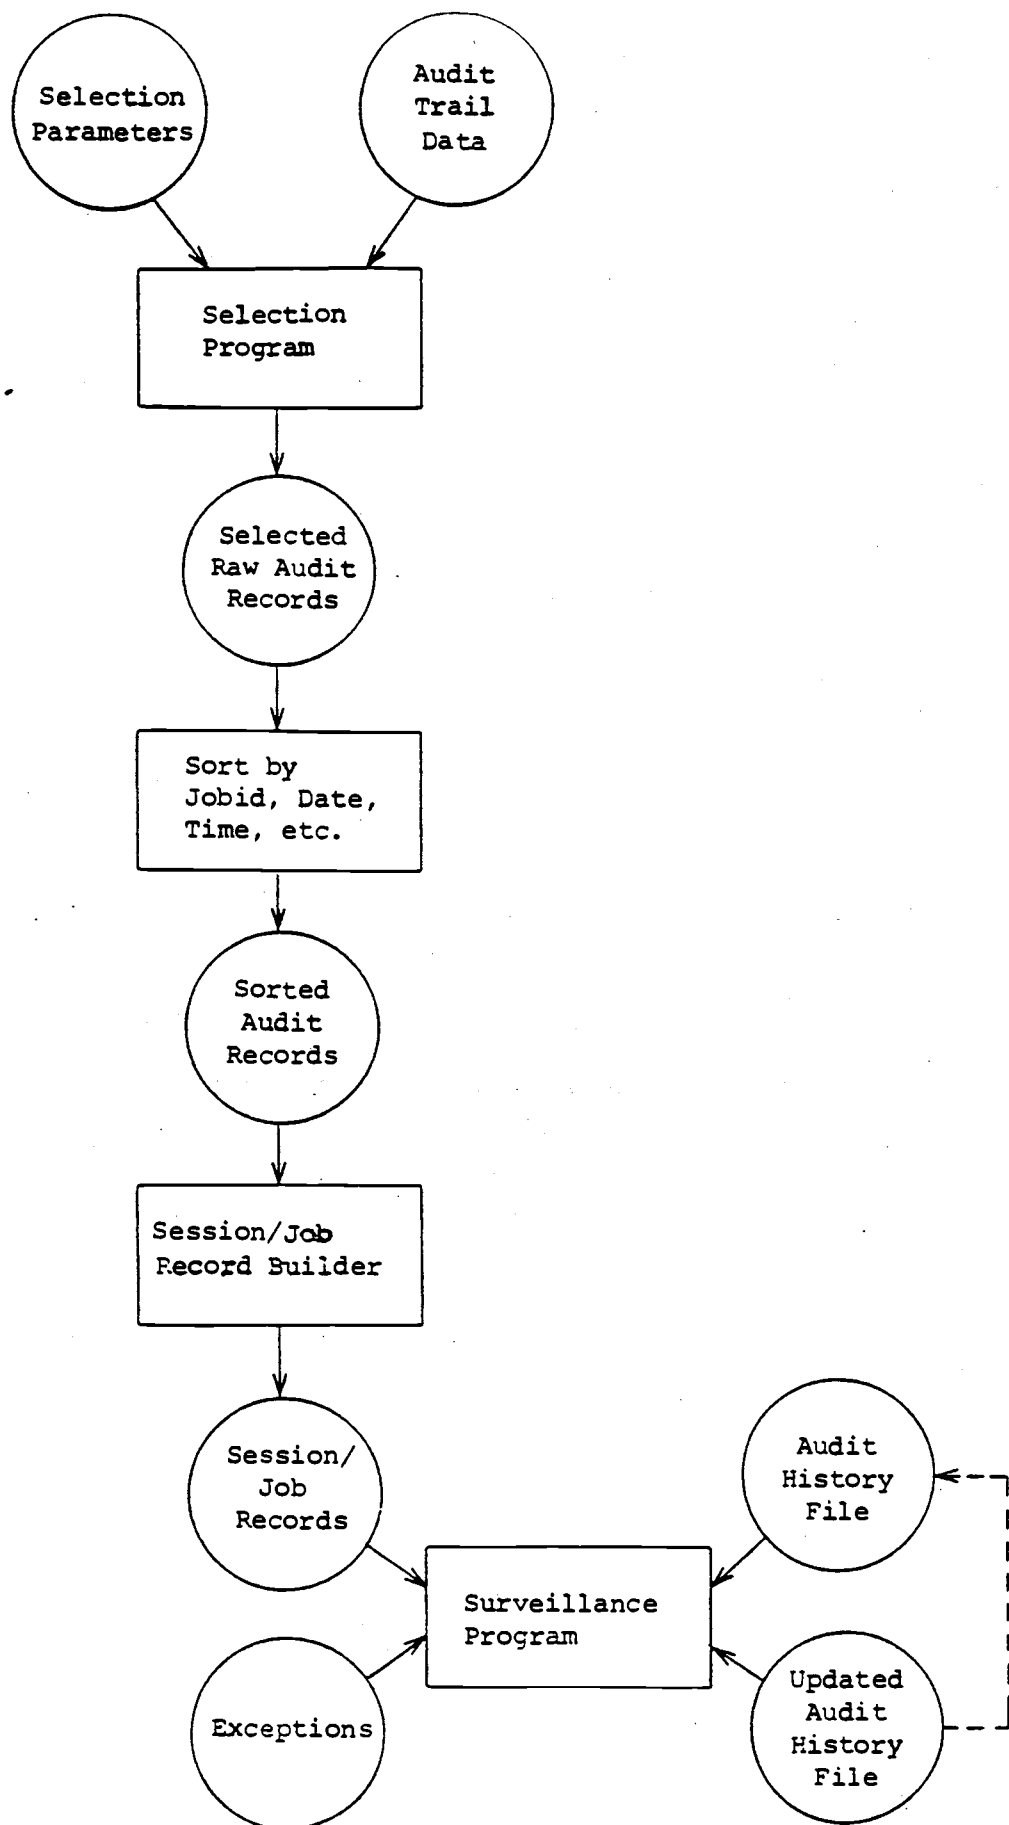 Selection
Parameters
Audit
Trail
Data
Selection
Program
Selected
Raw Audit
Records
Sort by
Jobid, Date,
Time, etc.
Sorted
Audit
Records
Session/Job
Record Builder
Session/
Job
Records
Audit
History
File
Surveillance
Program
Exceptions
Updated
Audit
History
File